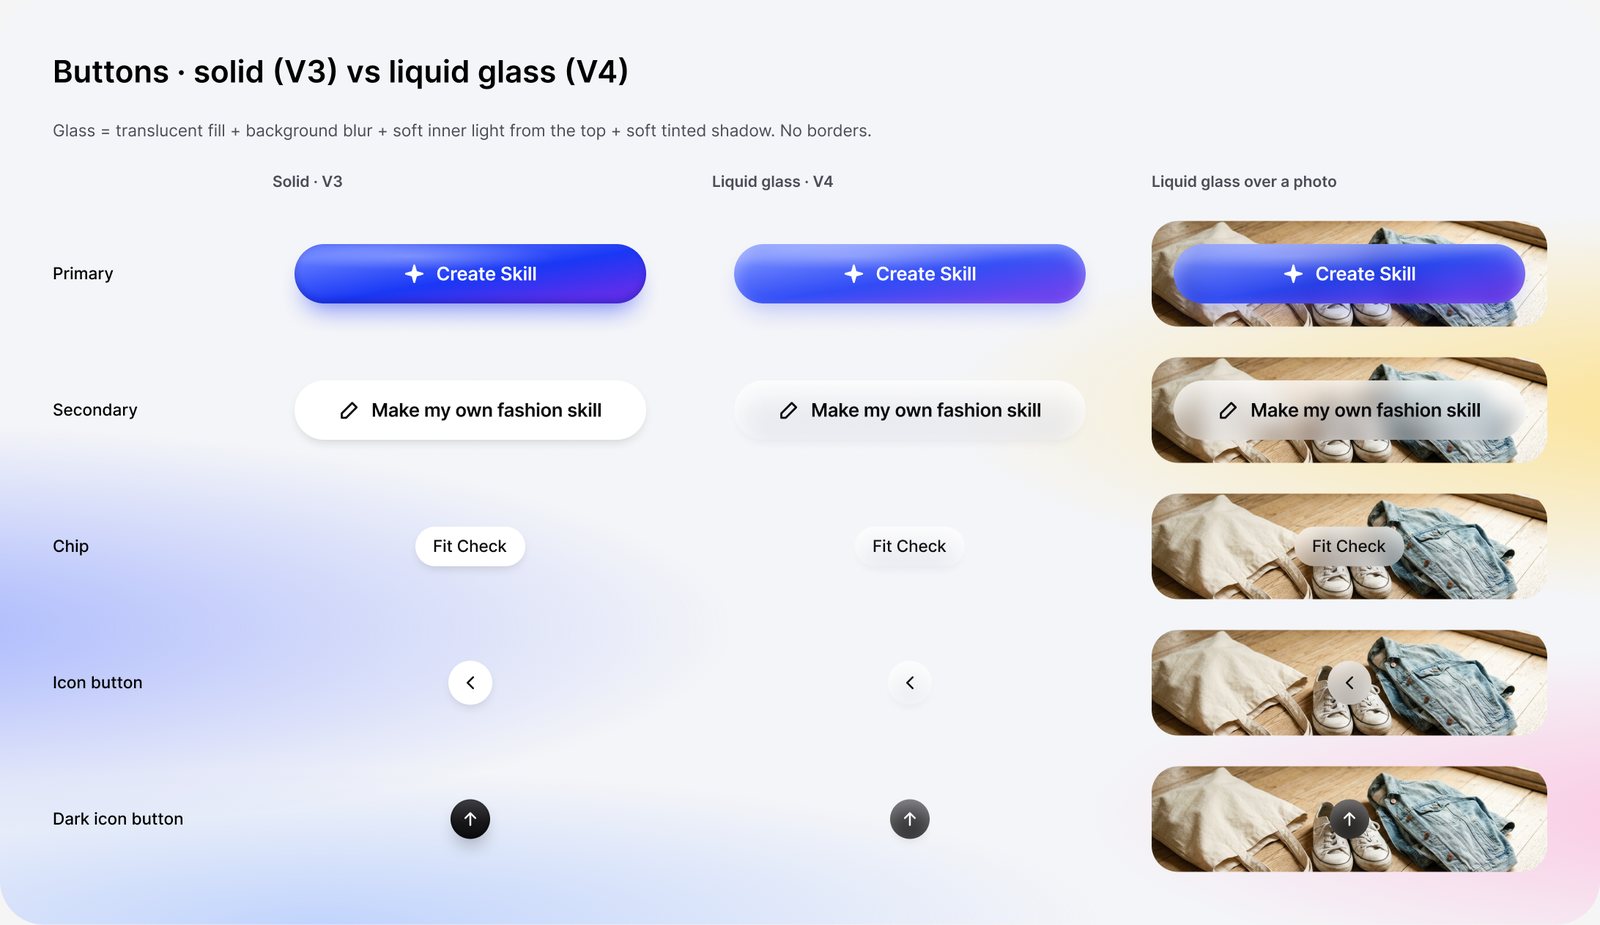 Buttons · solid (V3) vs liquid glass (V4)
Glass = translucent fill + background blur + soft inner light from the top + soft tinted shadow. No borders.
Solid · V3
Liquid glass · V4
Liquid glass over a photo
Primary
Create Skill
Create Skill
Create Skill
Secondary
Make my own fashion skill
Make my own fashion skill
Make my own fashion skill
Chip
Fit Check
Fit Check
Fit Check
Icon button
Dark icon button